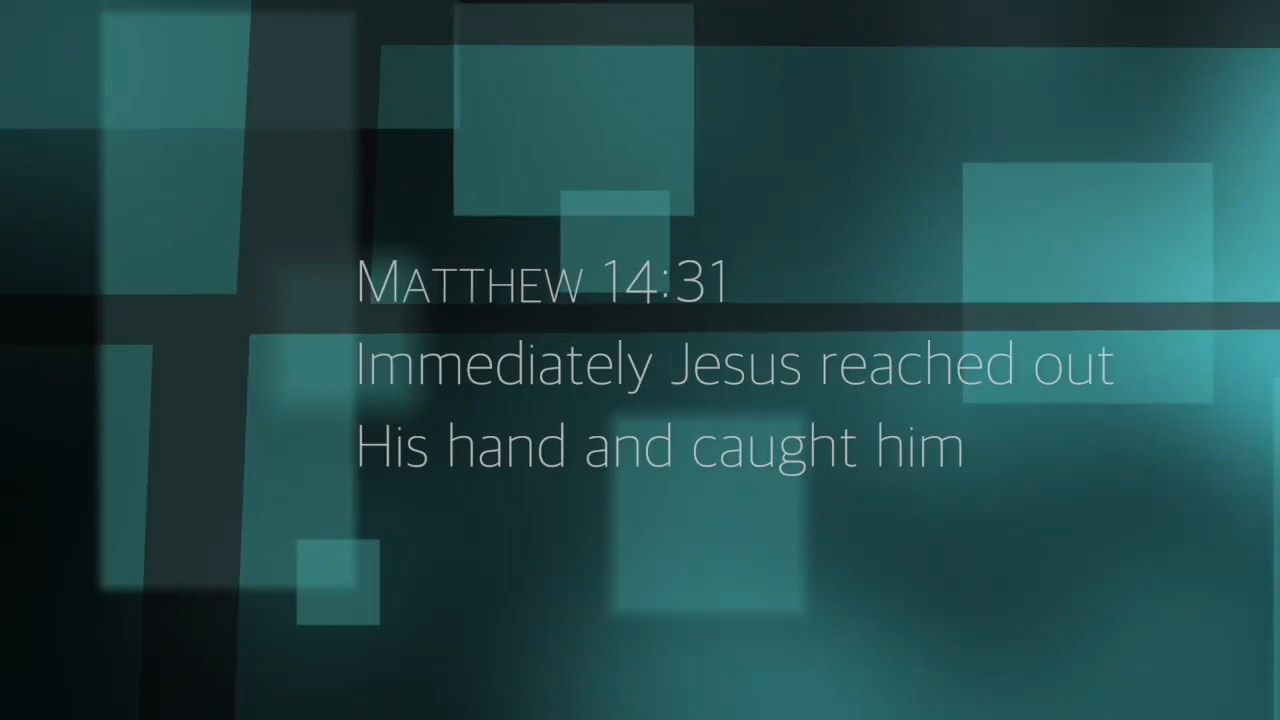 Matthew 14:31
Immediately Jesus reached out
His hand and caught him